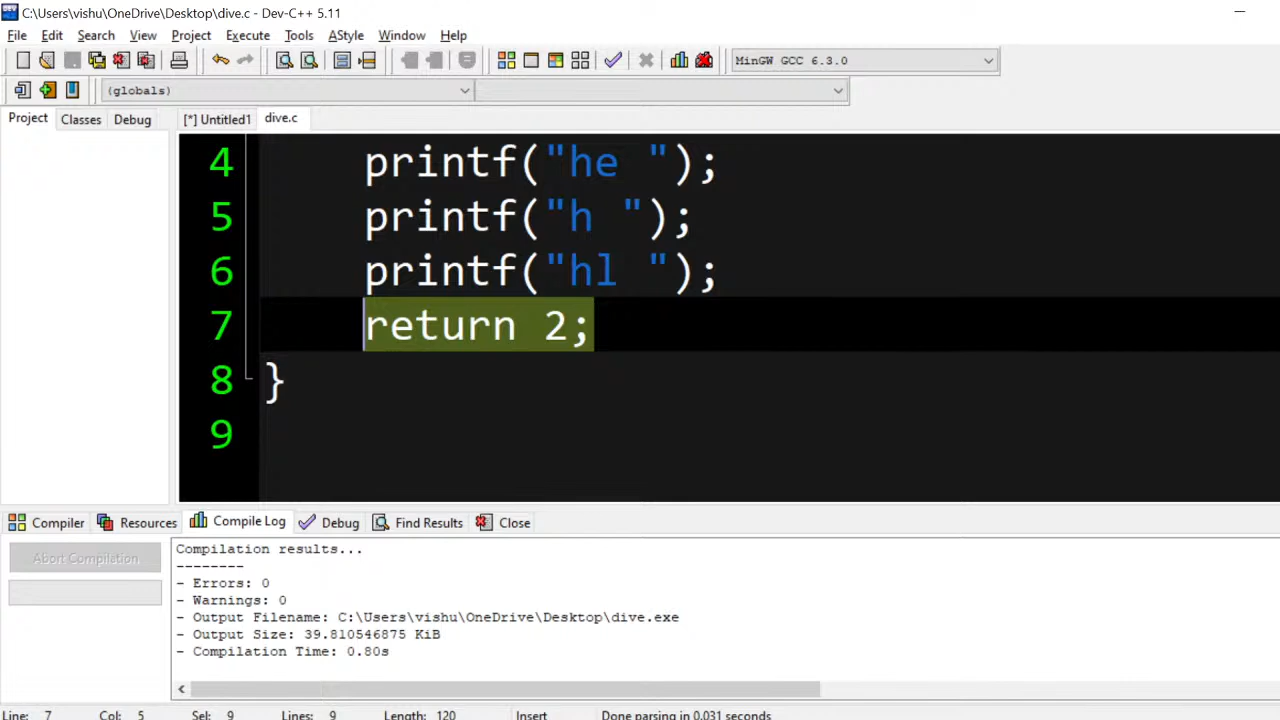 C:\Users\vishu\OneDrive\Desktop\dive.c - Dev-C++ 5.11
File Edit Search View Project Execute Tools AStyle Window Help
MinGW GCC 6.3.0
(globals)
Project Classes Debug [*] Untitled1 dive.c
4 printf("he ");
5 printf("h ");
6 printf("hl ");
7 return 2;
8 }
9
Compiler Resources Compile Log Debug Find Results Close
Abort Compilation
Compilation results...
--------
- Errors: 0
- Warnings: 0
- Output Filename: C:\Users\vishu\OneDrive\Desktop\dive.exe
- Output Size: 39.810546875 KiB
- Compilation Time: 0.80s
Line: 7 Col: 5 Sel: 9 Lines: 9 Length: 120 Insert Done parsing in 0.031 seconds